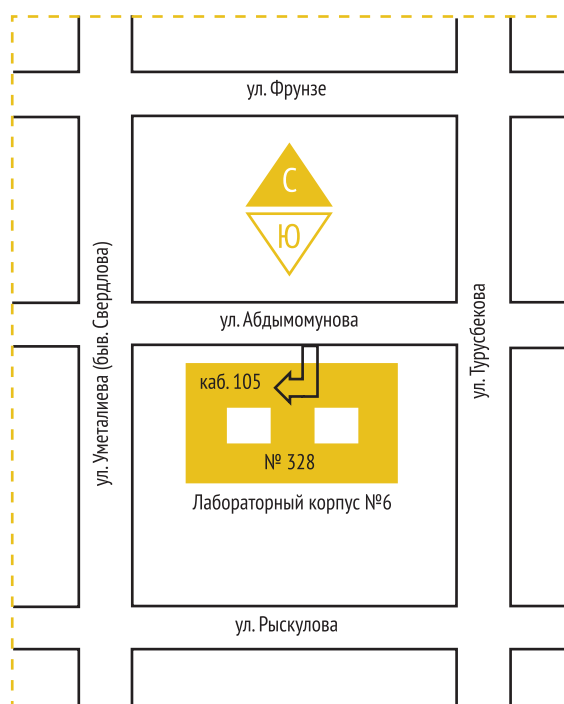 ул. Фрунзе
С
Ю
ул. Абдымомунова
ул. Уметалиева (быв. Свердлова)
ул. Турусбекова
каб. 105
№ 328
Лабораторный корпус №6
ул. Рыскулова